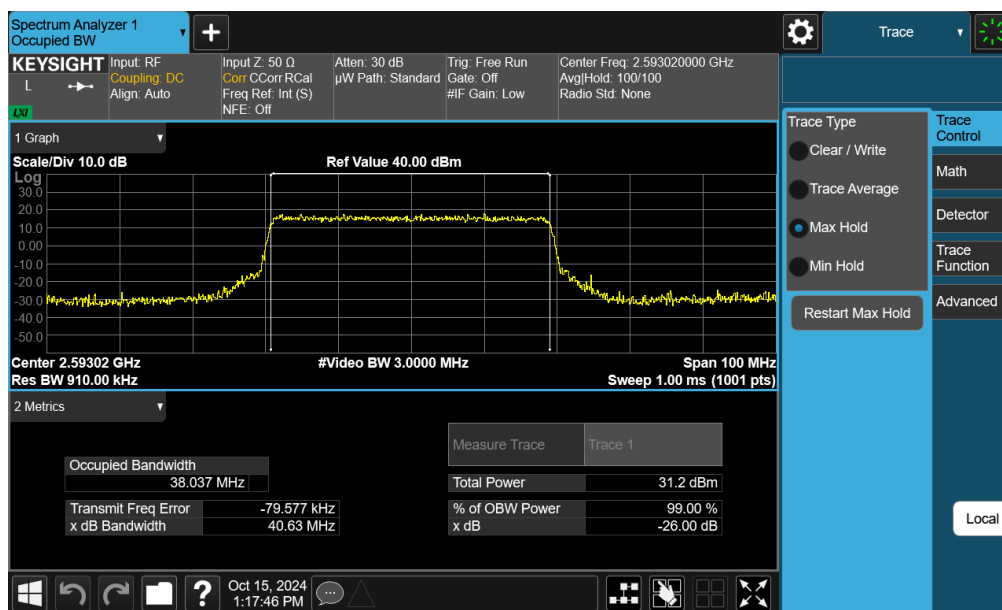 Spectrum Analyzer 1
Occupied BW
Trace
KEYSIGHT
L
LXI
Input: RF
Coupling: DC
Align: Auto
Input Z: 50 Ω
Corr CCorr RCal
Freq Ref: Int (S)
NFE: Off
Atten: 30 dB
µW Path: Standard
Trig: Free Run
Gate: Off
#IF Gain: Low
Center Freq: 2.593020000 GHz
Avg|Hold: 100/100
Radio Std: None
1 Graph
Scale/Div 10.0 dB
Ref Value 40.00 dBm
Log
30.0
20.0
10.0
0.00
-10.0
-20.0
-30.0
-40.0
-50.0
Center 2.59302 GHz
#Video BW 3.0000 MHz
Span 100 MHz
Res BW 910.00 kHz
Sweep 1.00 ms (1001 pts)
2 Metrics
Measure Trace
Trace 1
Occupied Bandwidth
38.037 MHz
Total Power
31.2 dBm
Transmit Freq Error
-79.577 kHz
% of OBW Power
99.00 %
x dB Bandwidth
40.63 MHz
x dB
-26.00 dB
Trace Type
Clear / Write
Trace Average
Max Hold
Min Hold
Restart Max Hold
Trace
Control
Math
Detector
Trace
Function
Advanced
Local
?
Oct 15, 2024
1:17:46 PM